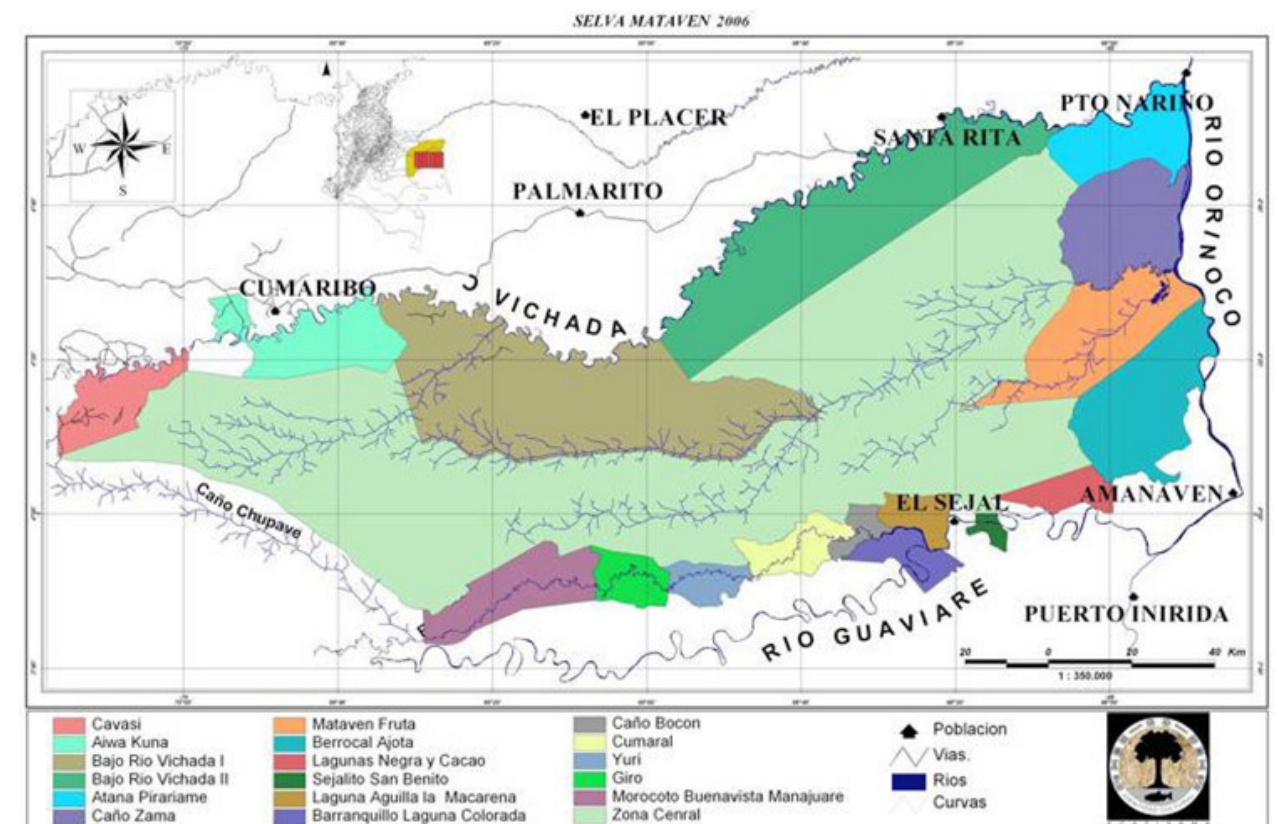 SELVA MATAVEN 2006
N
W E
S
EL PLACER
PTO NARIÑO
SANTA RITA
RIO ORINOCO
PALMARITO
CUMARIBO
VICHADA
Caño Chupave
EL SEJAL
AMANAVEN
RIO GUAVIARE
PUERTO INIRIDA
20 0 20 40 Km
1 : 350.000
Cavasi
Aiwa Kuna
Bajo Rio Vichada I
Bajo Rio Vichada II
Atana Pirariame
Caño Zama
Mataven Fruta
Berrocal Ajota
Lagunas Negra y Cacao
Sejalito San Benito
Laguna Aguilla la Macarena
Barranquillo Laguna Colorada
Caño Bocon
Cumaral
Yuri
Giro
Morocoto Buenavista Manajuare
Zona Cenral
Poblacion
Vias.
Rios
Curvas